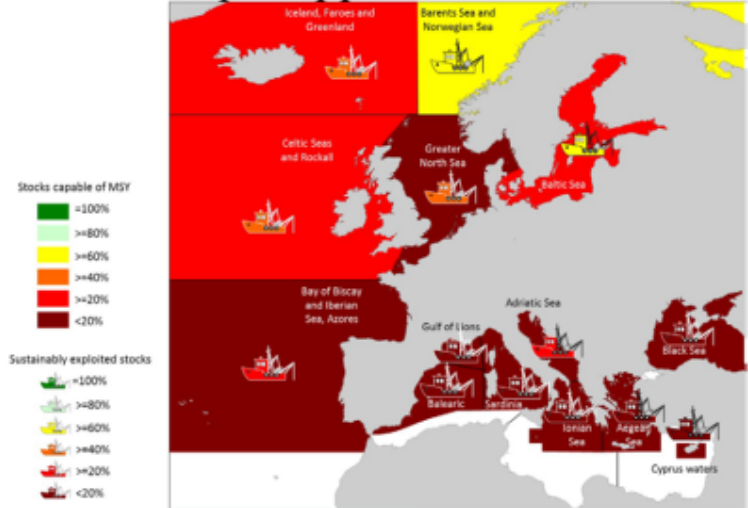 Iceland, Faroes and
Greenland
Barents Sea and
Norwegian Sea
Celtic Seas
and Rockall
Greater
North Sea
Baltic Sea
Stocks capable of MSY
=100%
>=80%
>=60%
>=40%
>=20%
<20%
Bay of Biscay
and Iberian
Sea, Azores
Adriatic Sea
Gulf of Lions
Black Sea
Sustainably exploited stocks
=100%
>=80%
>=60%
>=40%
>=20%
<20%
Balearic
Sardinia
Ionian
Sea
Aegean
Sea
Cyprus waters